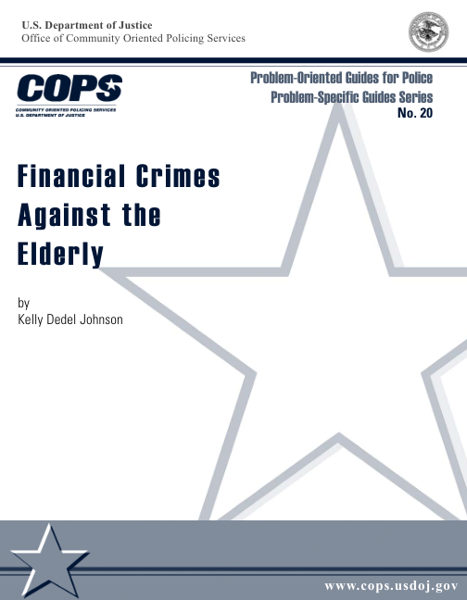 U.S. Department of Justice
Office of Community Oriented Policing Services
COPS
COMMUNITY ORIENTED POLICING SERVICES
U.S. DEPARTMENT OF JUSTICE
Problem-Oriented Guides for Police
Problem-Specific Guides Series
No. 20
Financial Crimes
Against the
Elderly
by
Kelly Dedel Johnson
www.cops.usdoj.gov